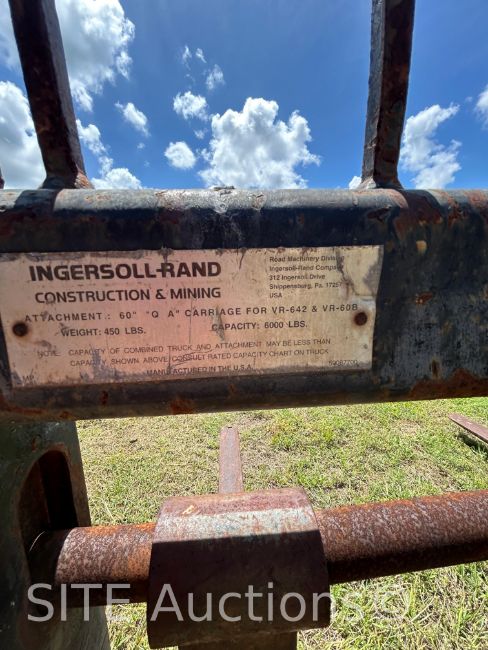 INGERSOLL-RAND
CONSTRUCTION & MINING
Road Machinery Division
Ingersoll-Rand Company
312 Ingersoll Drive
Shippensburg, Pa. 17257
USA
ATTACHMENT: 60" "Q A" CARRIAGE FOR VR-642 & VR-60B
WEIGHT: 450 LBS. CAPACITY: 6000 LBS.
NOTE: CAPACITY OF COMBINED TRUCK AND ATTACHMENT MAY BE LESS THAN
CAPACITY SHOWN ABOVE. CONSULT RATED CAPACITY CHART ON TRUCK
MANUFACTURED IN THE U.S.A.
SITE Auctions